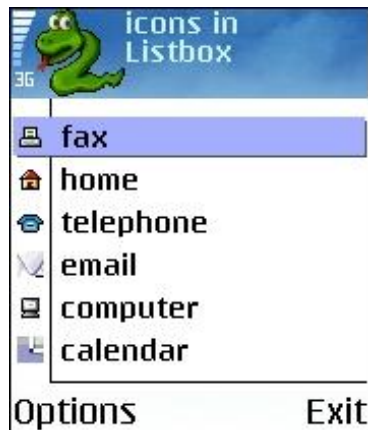 icons in
Listbox
3G
fax
home
telephone
email
computer
calendar
Options Exit